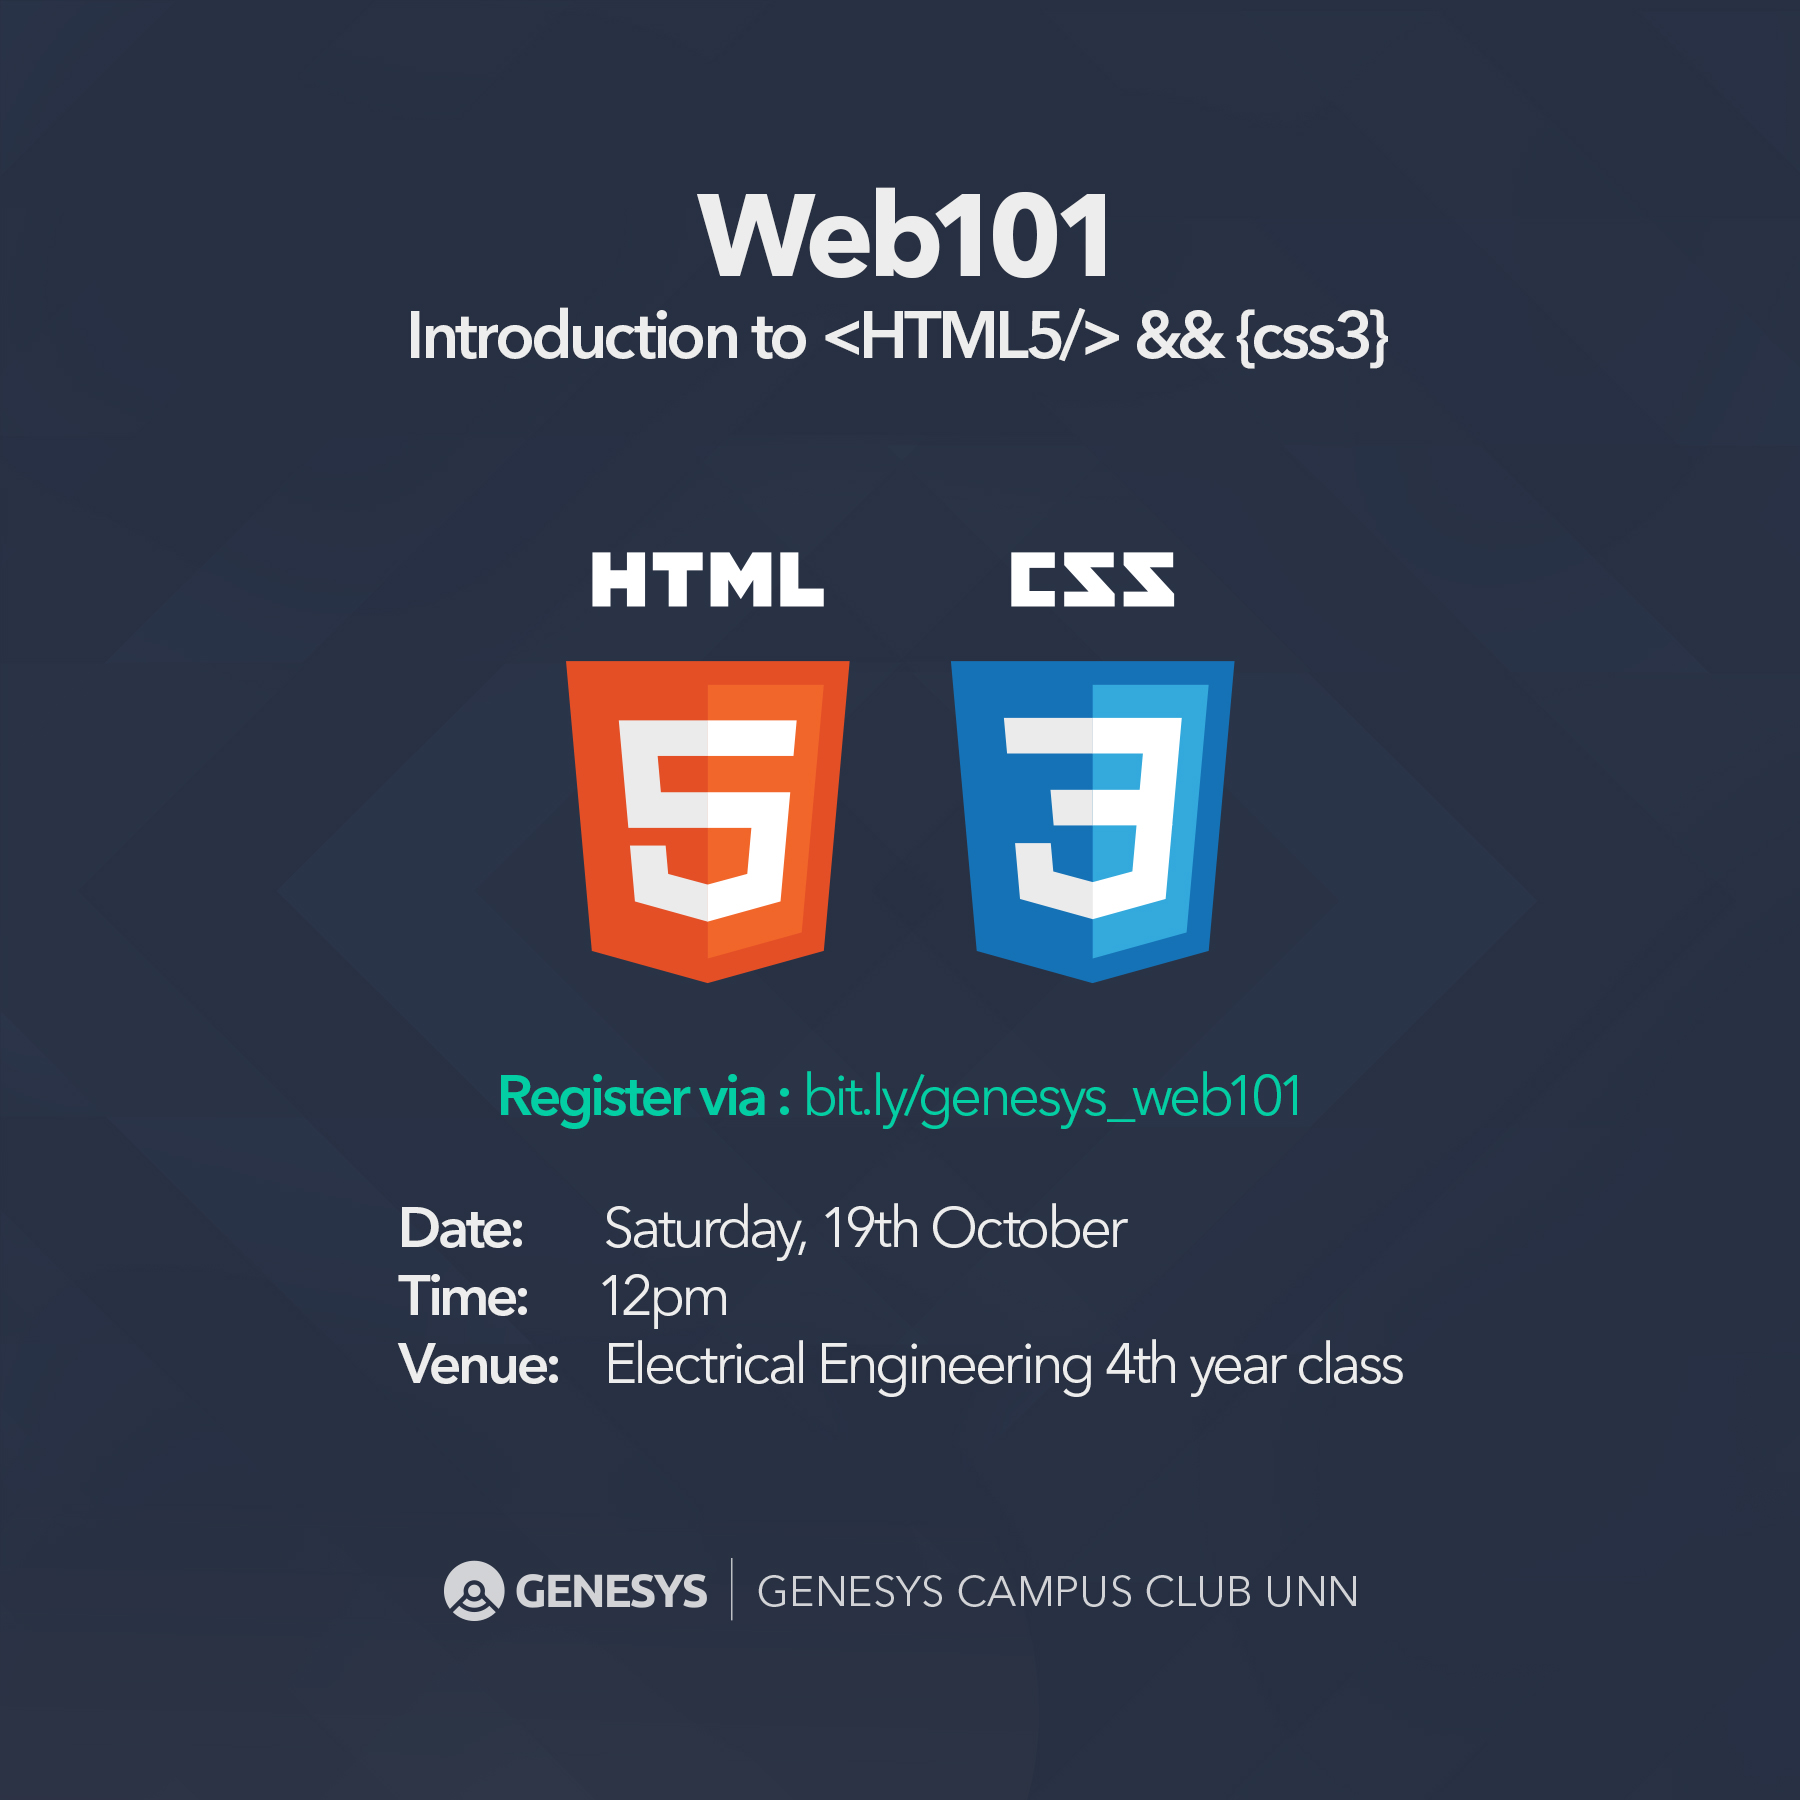 Web101
Introduction to <HTML5/> && {css3}
HTML CSS
5 3
Register via : bit.ly/genesys_web101
Date: Saturday, 19th October
Time: 12pm
Venue: Electrical Engineering 4th year class
GENESYS | GENESYS CAMPUS CLUB UNN